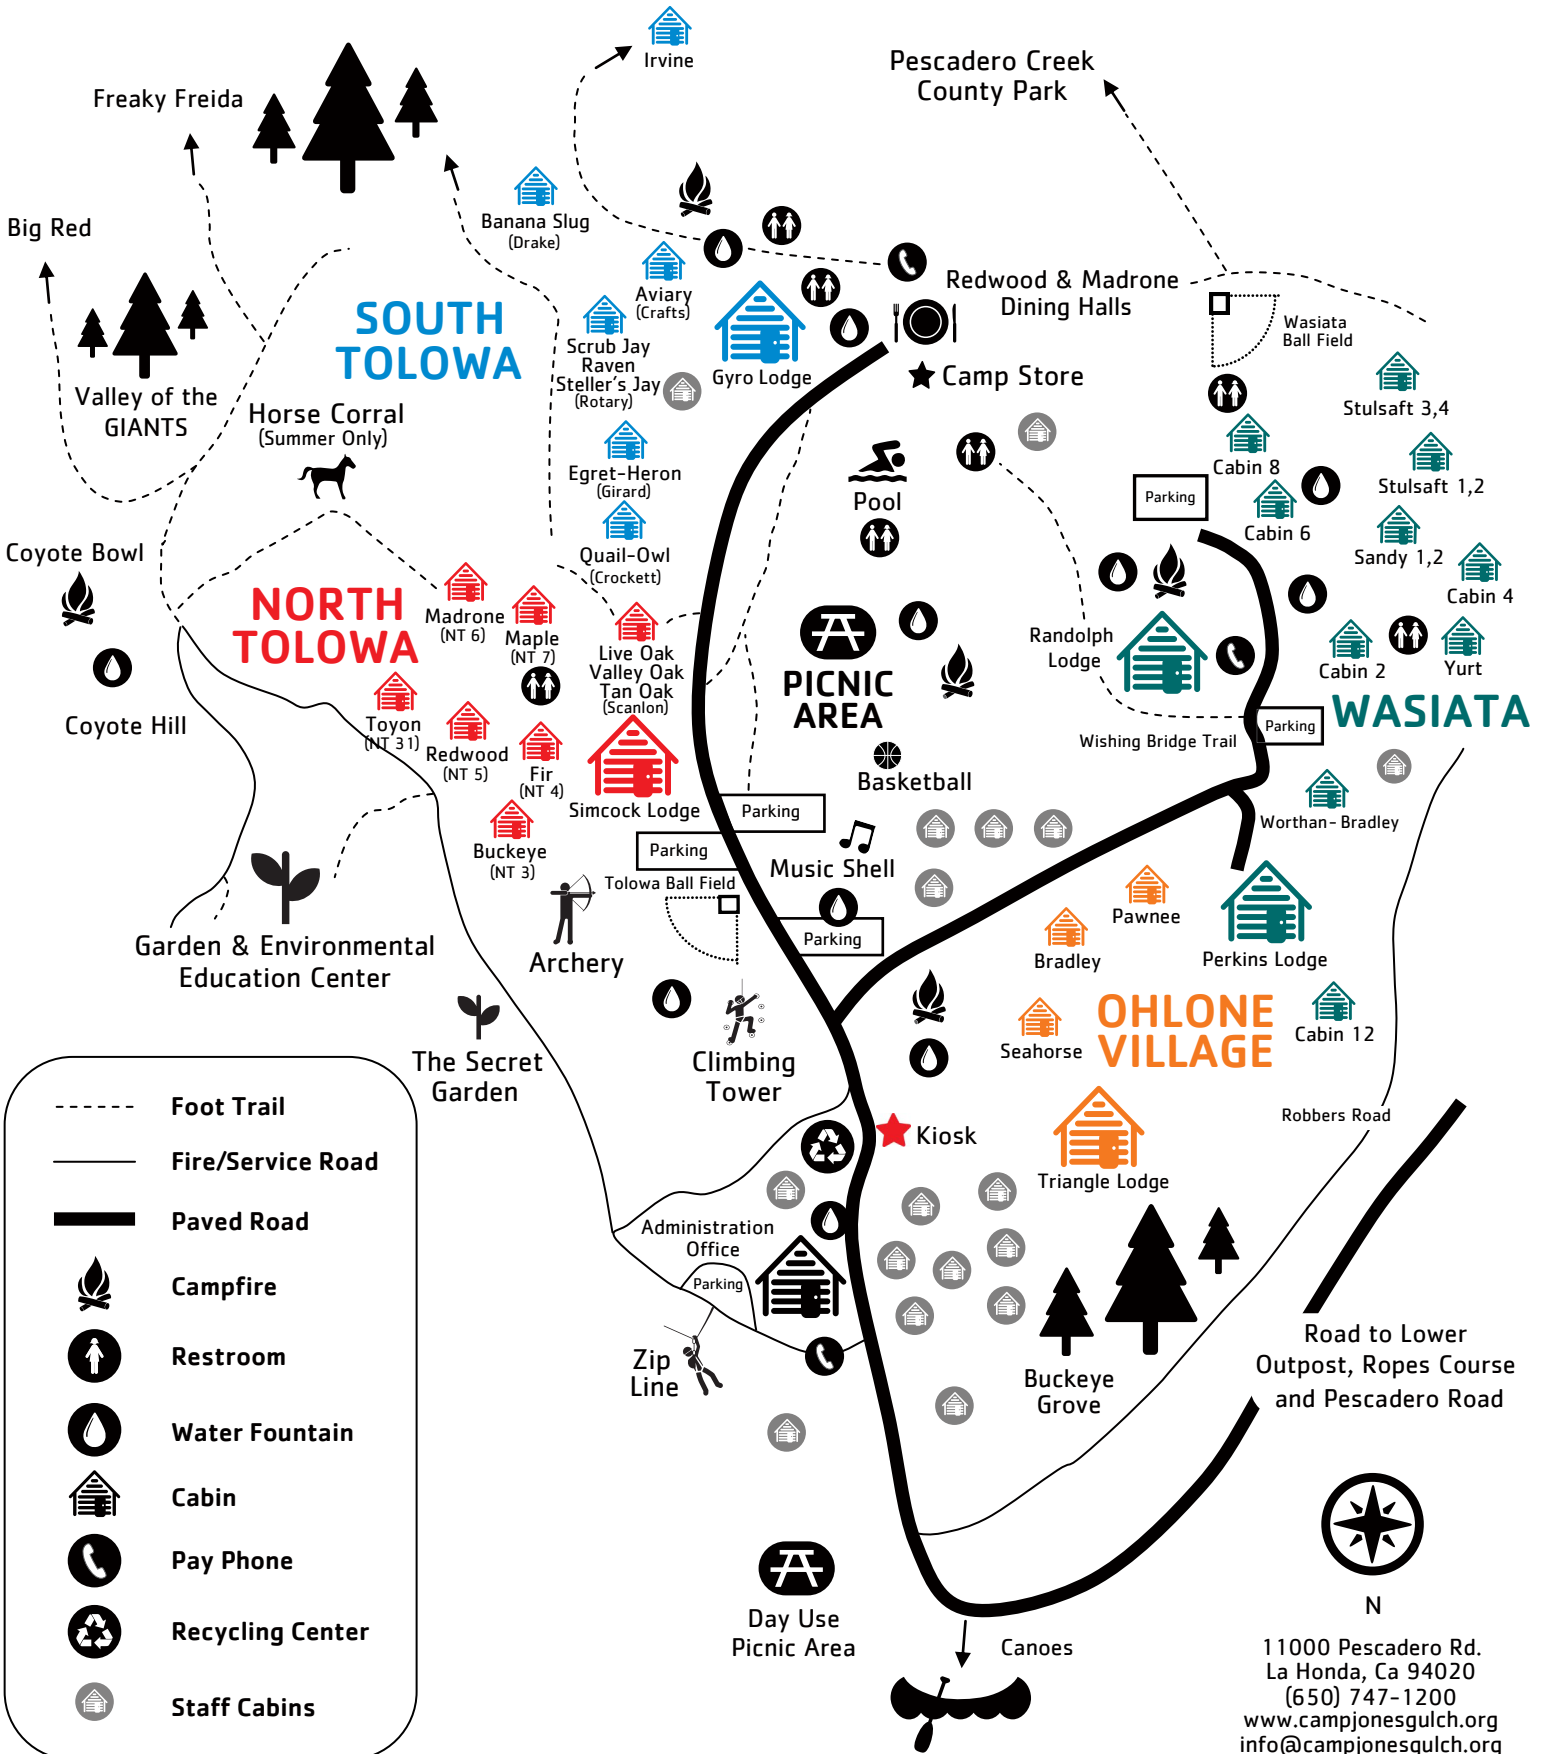 Irvine
Pescadero Creek
County Park
Freaky Freida
Big Red
Banana Slug
(Drake)
Aviary
(Crafts)
SOUTH
TOLOWA
Scrub Jay
Raven
Steller's Jay
(Rotary)
Gyro Lodge
Redwood & Madrone
Dining Halls
Wasiata
Ball Field
Camp Store
Valley of the
GIANTS
Horse Corral
(Summer Only)
Stulsaft 3,4
Egret-Heron
(Girard)
Pool
Cabin 8
Stulsaft 1,2
Parking
Cabin 6
Coyote Bowl
Quail-Owl
(Crockett)
Sandy 1,2
Cabin 4
NORTH
TOLOWA
Madrone
(NT 6)
Maple
(NT 7)
Live Oak
Valley Oak
Tan Oak
(Scanlon)
PICNIC
AREA
Randolph
Lodge
Cabin 2
Yurt
WASIATA
Coyote Hill
Toyon
(NT 31)
Redwood
(NT 5)
Fir
(NT 4)
Simcock Lodge
Wishing Bridge Trail
Parking
Basketball
Parking
Worthan-Bradley
Buckeye
(NT 3)
Parking
Music Shell
Tolowa Ball Field
Parking
Pawnee
Bradley
Perkins Lodge
Garden & Environmental
Education Center
Archery
OHLONE
VILLAGE
Seahorse
Cabin 12
The Secret
Garden
Climbing
Tower
Kiosk
Robbers Road
Triangle Lodge
Administration
Office
Parking
Zip
Line
Buckeye
Grove
Road to Lower
Outpost, Ropes Course
and Pescadero Road
Day Use
Picnic Area
Canoes
Foot Trail
Fire/Service Road
Paved Road
Campfire
Restroom
Water Fountain
Cabin
Pay Phone
Recycling Center
Staff Cabins
N
11000 Pescadero Rd.
La Honda, Ca 94020
(650) 747-1200
www.campjonesgulch.org
info@campjonesgulch.org